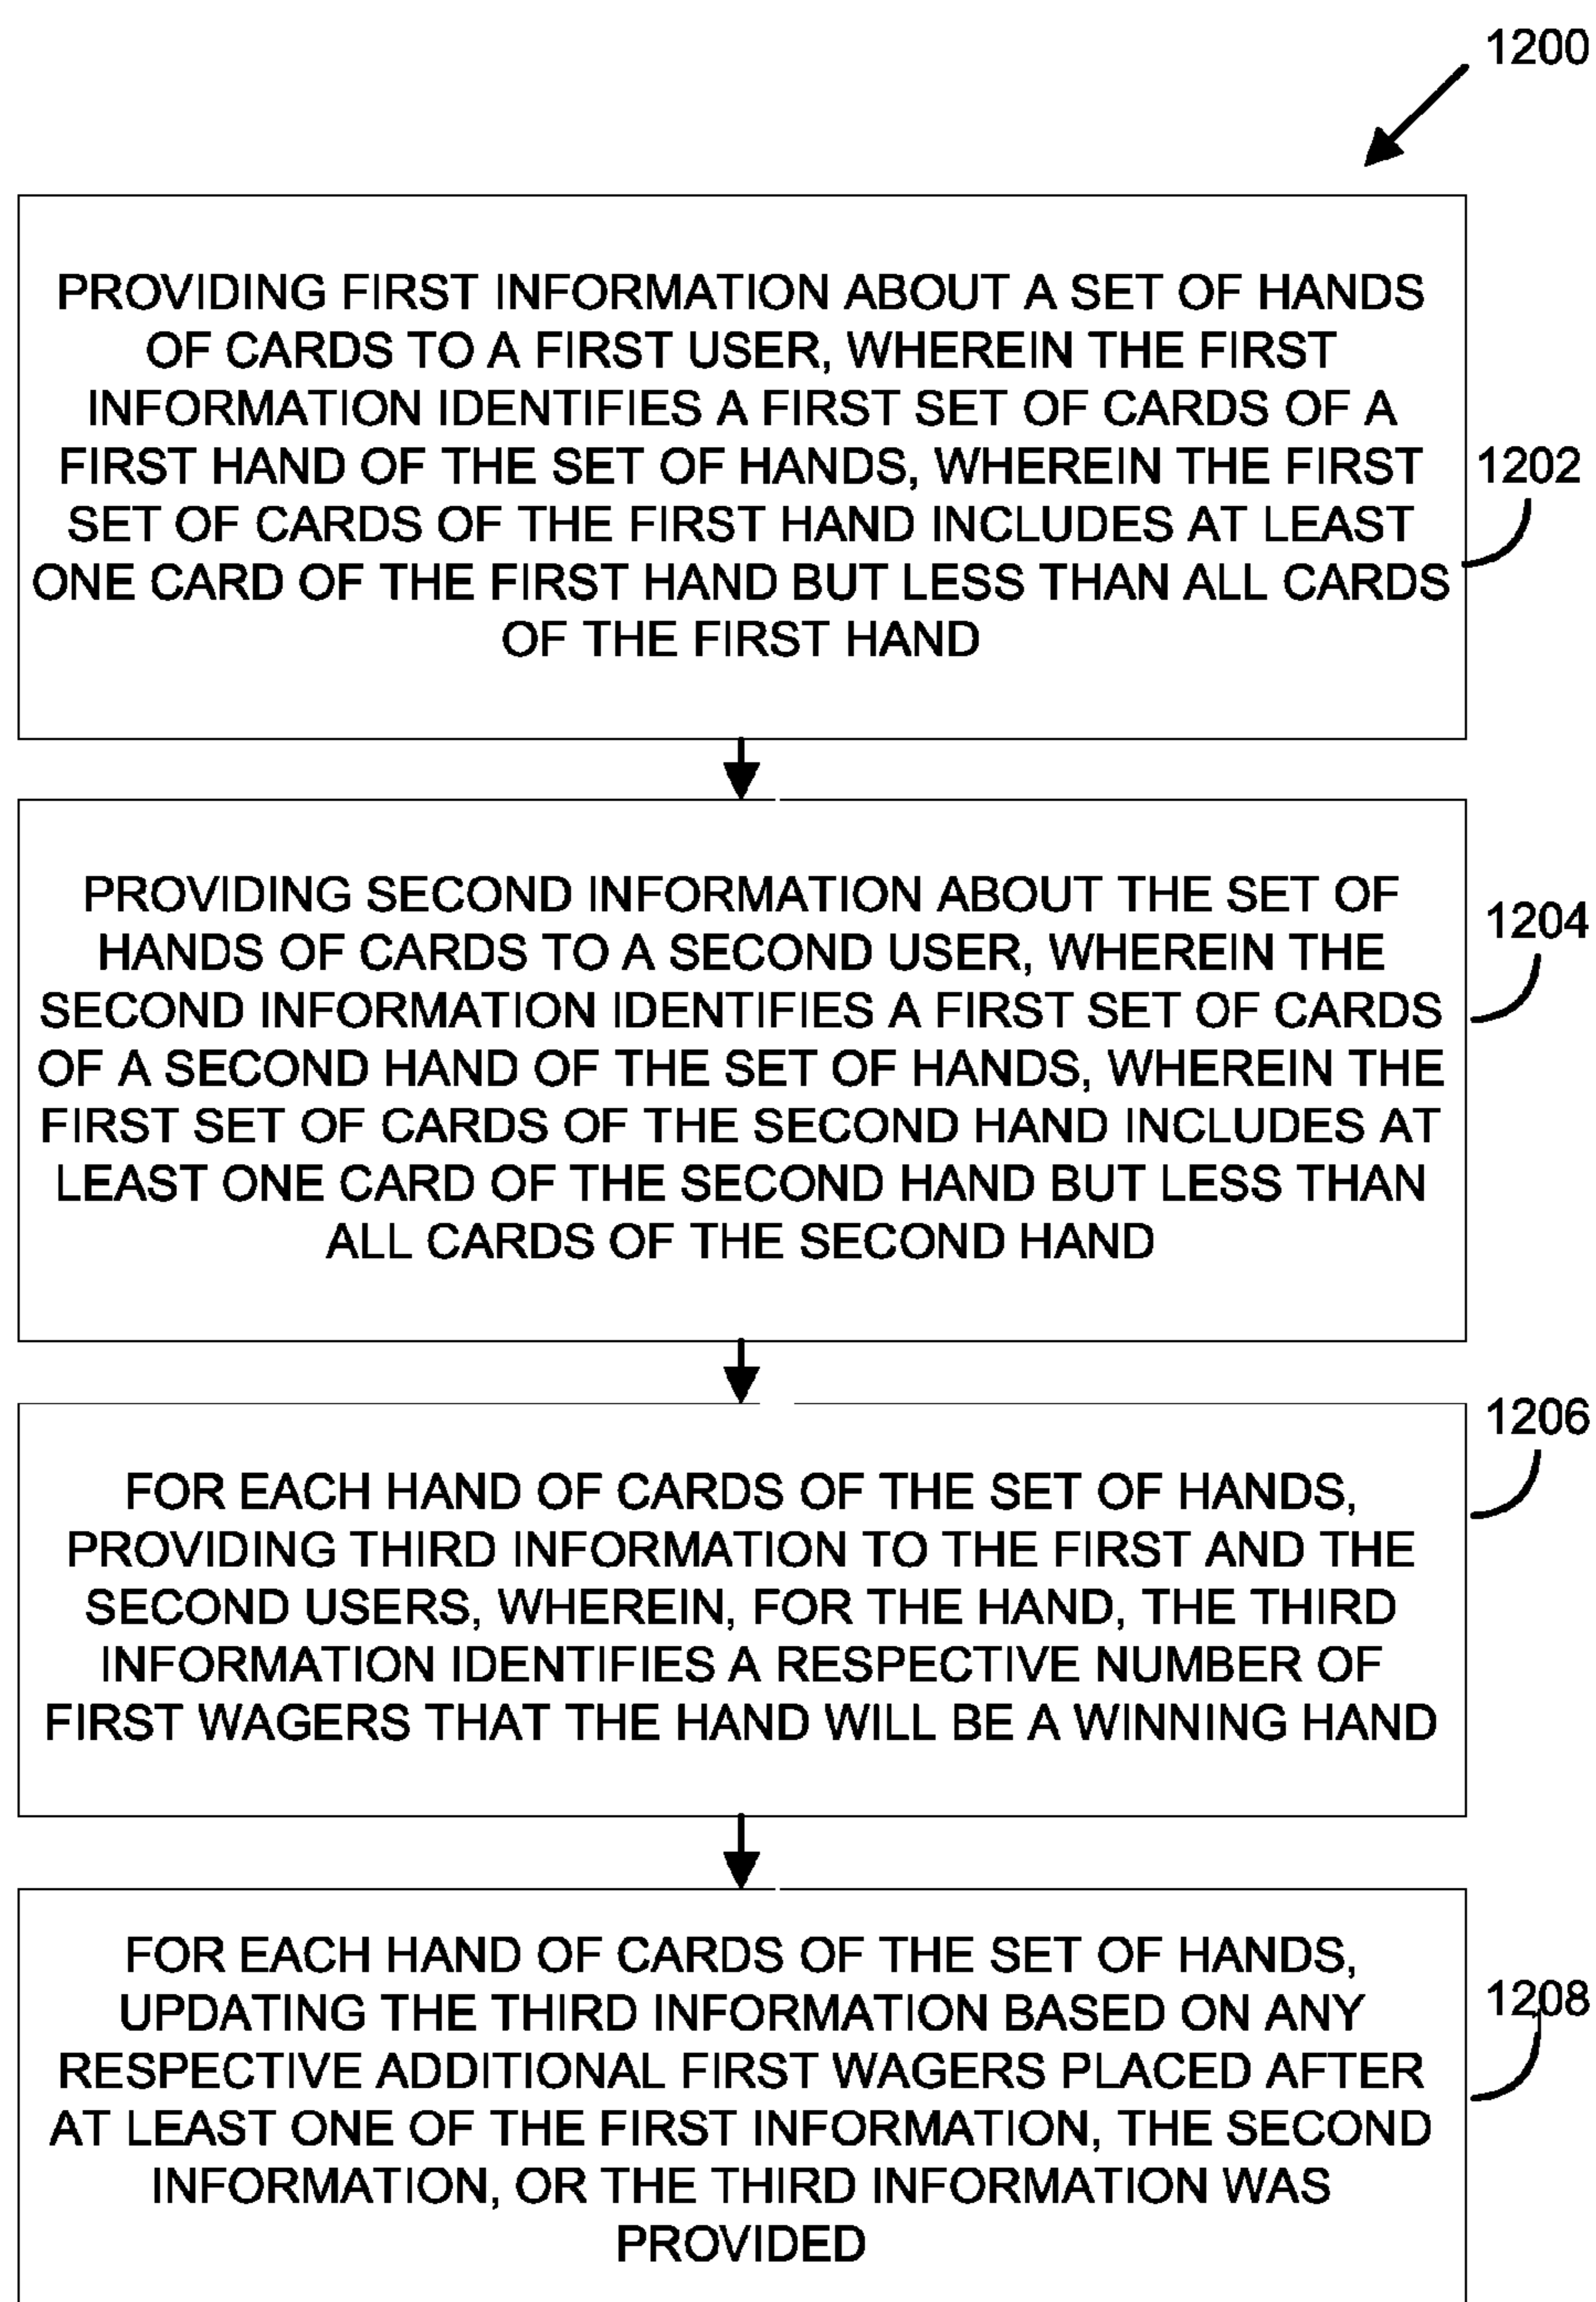 1200
PROVIDING FIRST INFORMATION ABOUT A SET OF HANDS
OF CARDS TO A FIRST USER, WHEREIN THE FIRST
INFORMATION IDENTIFIES A FIRST SET OF CARDS OF A
FIRST HAND OF THE SET OF HANDS, WHEREIN THE FIRST
SET OF CARDS OF THE FIRST HAND INCLUDES AT LEAST
ONE CARD OF THE FIRST HAND BUT LESS THAN ALL CARDS
OF THE FIRST HAND
1202
PROVIDING SECOND INFORMATION ABOUT THE SET OF
HANDS OF CARDS TO A SECOND USER, WHEREIN THE
SECOND INFORMATION IDENTIFIES A FIRST SET OF CARDS
OF A SECOND HAND OF THE SET OF HANDS, WHEREIN THE
FIRST SET OF CARDS OF THE SECOND HAND INCLUDES AT
LEAST ONE CARD OF THE SECOND HAND BUT LESS THAN
ALL CARDS OF THE SECOND HAND
1204
FOR EACH HAND OF CARDS OF THE SET OF HANDS,
PROVIDING THIRD INFORMATION TO THE FIRST AND THE
SECOND USERS, WHEREIN, FOR THE HAND, THE THIRD
INFORMATION IDENTIFIES A RESPECTIVE NUMBER OF
FIRST WAGERS THAT THE HAND WILL BE A WINNING HAND
1206
FOR EACH HAND OF CARDS OF THE SET OF HANDS,
UPDATING THE THIRD INFORMATION BASED ON ANY
RESPECTIVE ADDITIONAL FIRST WAGERS PLACED AFTER
AT LEAST ONE OF THE FIRST INFORMATION, THE SECOND
INFORMATION, OR THE THIRD INFORMATION WAS
PROVIDED
1208